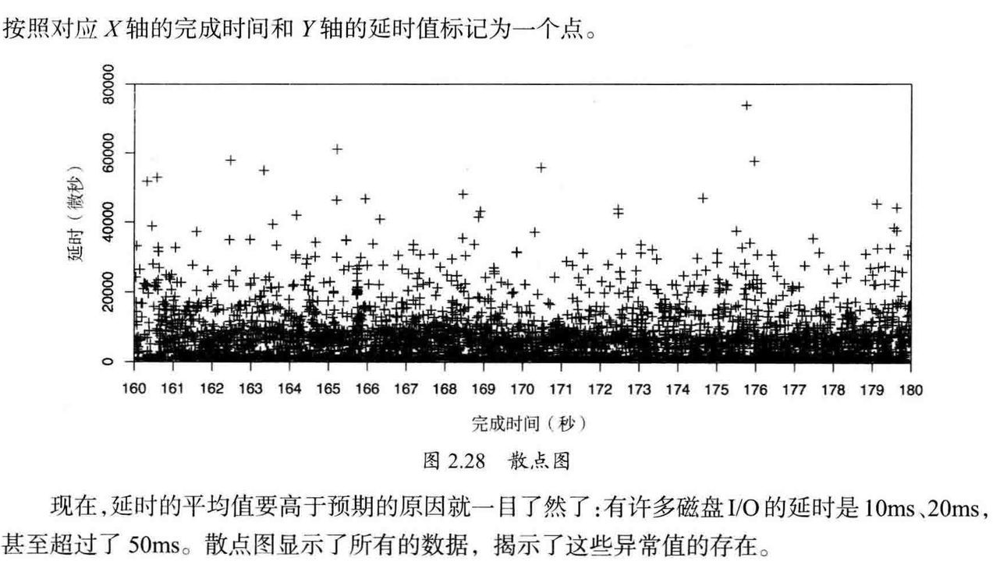 按照对应 X 轴的完成时间和 Y 轴的延时值标记为一个点。
80000
60000
40000
20000
0
延时（微秒）
160 161 162 163 164 165 166 167 168 169 170 171 172 173 174 175 176 177 178 179 180
完成时间（秒）
图 2.28 散点图
现在，延时的平均值要高于预期的原因就一目了然了：有许多磁盘 I/O 的延时是 10ms、20ms，
甚至超过了 50ms。散点图显示了所有的数据，揭示了这些异常值的存在。